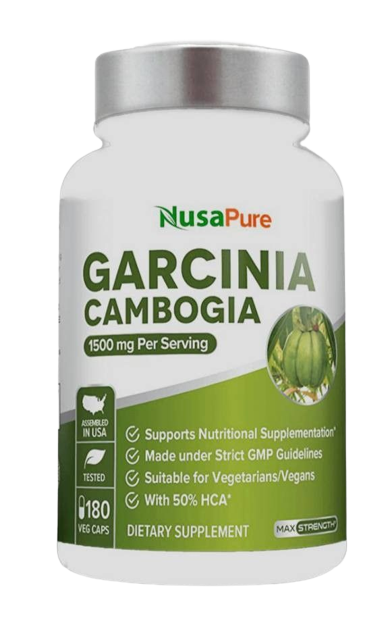 NusaPure
GARCINIA
CAMBOGIA
1500 mg Per Serving
ASSEMBLED
IN USA
TESTED
180
VEG CAPS
Supports Nutritional Supplementation*
Made under Strict GMP Guidelines
Suitable for Vegetarians/Vegans
With 50% HCA*
DIETARY SUPPLEMENT
MAX STRENGTH*